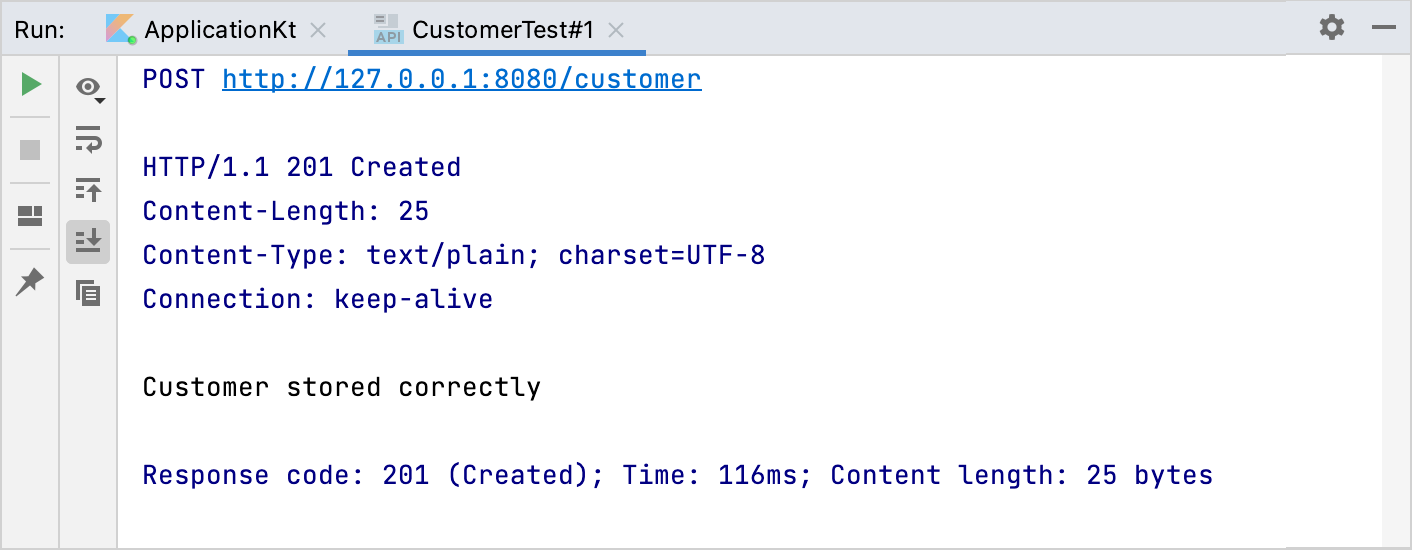 Run: ApplicationKt CustomerTest#1
API
POST http://127.0.0.1:8080/customer
HTTP/1.1 201 Created
Content-Length: 25
Content-Type: text/plain; charset=UTF-8
Connection: keep-alive
Customer stored correctly
Response code: 201 (Created); Time: 116ms; Content length: 25 bytes